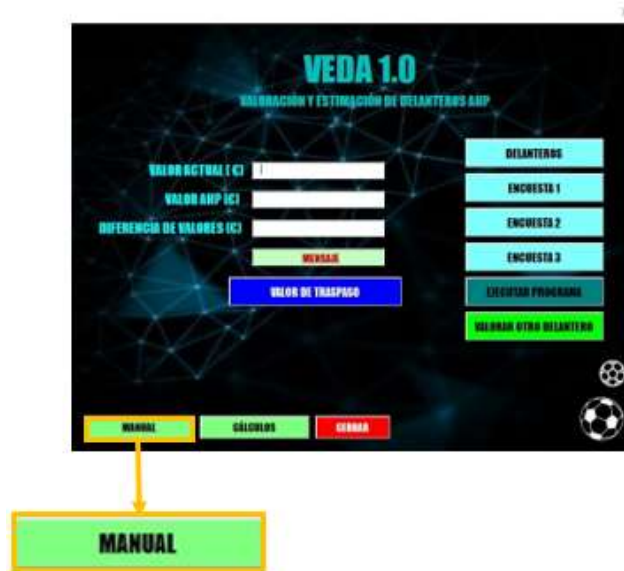 VEDA 1.0
VALORACIÓN Y ESTIMACIÓN DE DELANTEROS AHP
VALOR ACTUAL (€)
VALOR AHP (€)
DIFERENCIA DE VALORES (€)
MENSAJE
VALOR DE TRASPASO
DELANTEROS
ENCUESTA 1
ENCUESTA 2
ENCUESTA 3
EJECUTAR PROGRAMA
VALORAR OTRO DELANTERO
MANUAL
CÁLCULOS
CERRAR
MANUAL